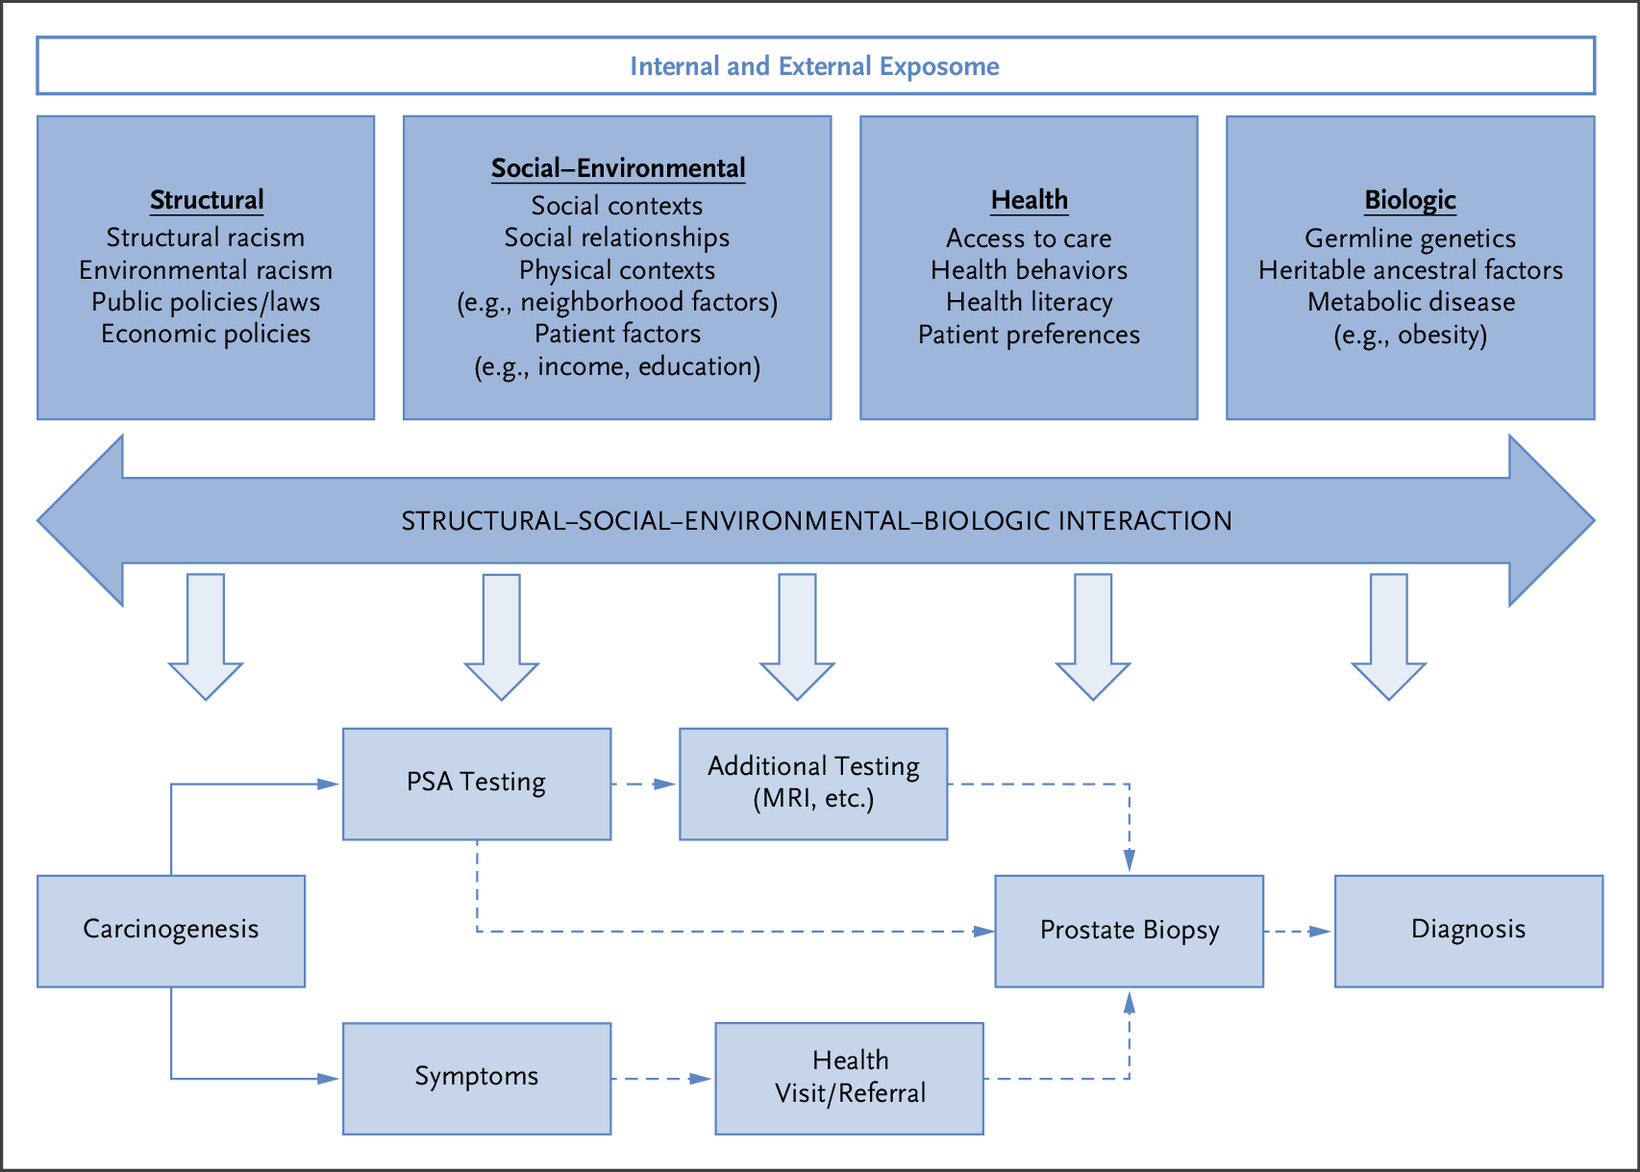 Internal and External Exposome
Structural
Structural racism
Environmental racism
Public policies/laws
Economic policies
Social–Environmental
Social contexts
Social relationships
Physical contexts
(e.g., neighborhood factors)
Patient factors
(e.g., income, education)
Health
Access to care
Health behaviors
Health literacy
Patient preferences
Biologic
Germline genetics
Heritable ancestral factors
Metabolic disease
(e.g., obesity)
STRUCTURAL–SOCIAL–ENVIRONMENTAL–BIOLOGIC INTERACTION
PSA Testing
Additional Testing
(MRI, etc.)
Carcinogenesis
Prostate Biopsy
Diagnosis
Symptoms
Health
Visit/Referral